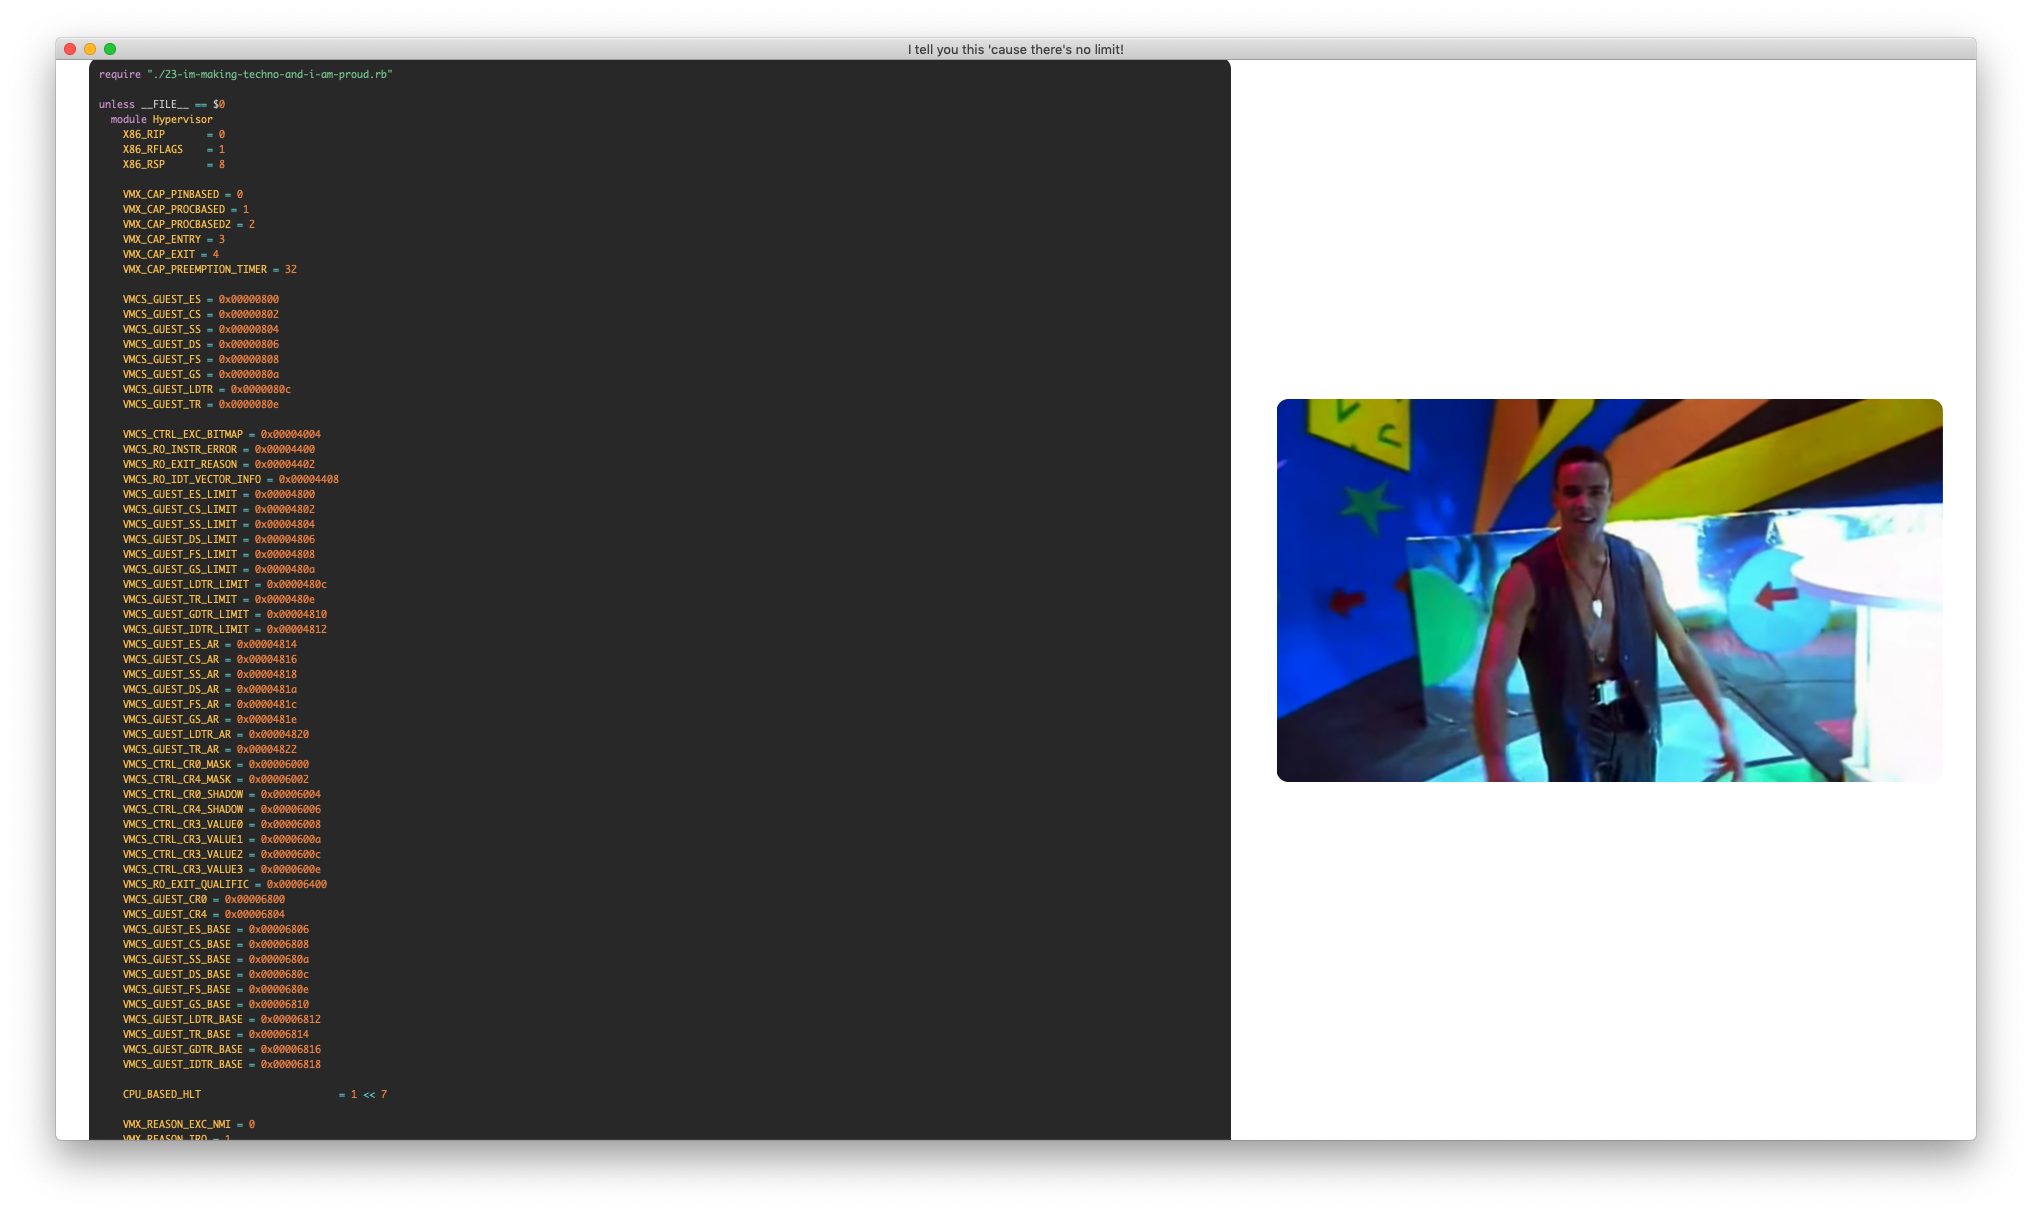 I tell you this 'cause there's no limit!
require "./23-im-making-techno-and-i-am-proud.rb"
unless __FILE__ == $0
module Hypervisor
X86_RIP = 0
X86_RFLAGS = 1
X86_RSP = 8
VMX_CAP_PINBASED = 0
VMX_CAP_PROCBASED = 1
VMX_CAP_PROCBASED2 = 2
VMX_CAP_ENTRY = 3
VMX_CAP_EXIT = 4
VMX_CAP_PREEMPTION_TIMER = 32
VMCS_GUEST_ES = 0x00000800
VMCS_GUEST_CS = 0x00000802
VMCS_GUEST_SS = 0x00000804
VMCS_GUEST_DS = 0x00000806
VMCS_GUEST_FS = 0x00000808
VMCS_GUEST_GS = 0x0000080a
VMCS_GUEST_LDTR = 0x0000080c
VMCS_GUEST_TR = 0x0000080e
VMCS_CTRL_EXC_BITMAP = 0x00004004
VMCS_RO_INSTR_ERROR = 0x00004400
VMCS_RO_EXIT_REASON = 0x00004402
VMCS_RO_IDT_VECTOR_INFO = 0x00004408
VMCS_GUEST_ES_LIMIT = 0x00004800
VMCS_GUEST_CS_LIMIT = 0x00004802
VMCS_GUEST_SS_LIMIT = 0x00004804
VMCS_GUEST_DS_LIMIT = 0x00004806
VMCS_GUEST_FS_LIMIT = 0x00004808
VMCS_GUEST_GS_LIMIT = 0x0000480a
VMCS_GUEST_LDTR_LIMIT = 0x0000480c
VMCS_GUEST_TR_LIMIT = 0x0000480e
VMCS_GUEST_GDTR_LIMIT = 0x00004810
VMCS_GUEST_IDTR_LIMIT = 0x00004812
VMCS_GUEST_ES_AR = 0x00004814
VMCS_GUEST_CS_AR = 0x00004816
VMCS_GUEST_SS_AR = 0x00004818
VMCS_GUEST_DS_AR = 0x0000481a
VMCS_GUEST_FS_AR = 0x0000481c
VMCS_GUEST_GS_AR = 0x0000481e
VMCS_GUEST_LDTR_AR = 0x00004820
VMCS_GUEST_TR_AR = 0x00004822
VMCS_CTRL_CR0_MASK = 0x00006000
VMCS_CTRL_CR4_MASK = 0x00006002
VMCS_CTRL_CR0_SHADOW = 0x00006004
VMCS_CTRL_CR4_SHADOW = 0x00006006
VMCS_CTRL_CR3_VALUE0 = 0x00006008
VMCS_CTRL_CR3_VALUE1 = 0x0000600a
VMCS_CTRL_CR3_VALUE2 = 0x0000600c
VMCS_CTRL_CR3_VALUE3 = 0x0000600e
VMCS_RO_EXIT_QUALIFIC = 0x00006400
VMCS_GUEST_CR0 = 0x00006800
VMCS_GUEST_CR4 = 0x00006804
VMCS_GUEST_ES_BASE = 0x00006806
VMCS_GUEST_CS_BASE = 0x00006808
VMCS_GUEST_SS_BASE = 0x0000680a
VMCS_GUEST_DS_BASE = 0x0000680c
VMCS_GUEST_FS_BASE = 0x0000680e
VMCS_GUEST_GS_BASE = 0x00006810
VMCS_GUEST_LDTR_BASE = 0x00006812
VMCS_GUEST_TR_BASE = 0x00006814
VMCS_GUEST_GDTR_BASE = 0x00006816
VMCS_GUEST_IDTR_BASE = 0x00006818
CPU_BASED_HLT = 1 << 7
VMX_REASON_EXC_NMI = 0
VMX_REASON_IRQ = 1